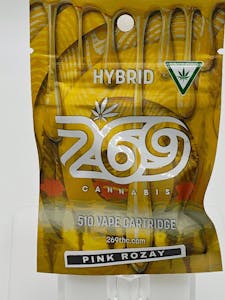 HYBRID
269
CANNABIS
510 VAPE CARTRIDGE
269thc.com
PINK ROZAY